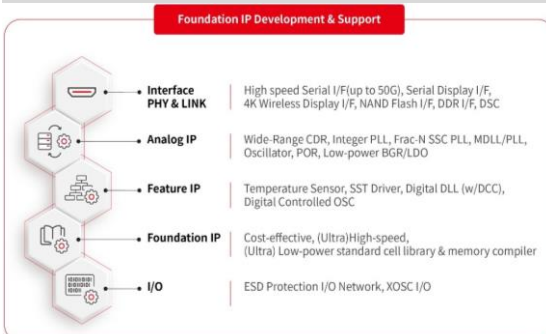 Foundation IP Development & Support
Interface
PHY & LINK
High speed Serial I/F(up to 50G), Serial Display I/F,
4K Wireless Display I/F, NAND Flash I/F, DDR I/F, DSC
Analog IP
Wide-Range CDR, Integer PLL, Frac-N SSC PLL, MDLL/PLL,
Oscillator, POR, Low-power BGR/LDO
Feature IP
Temperature Sensor, SST Driver, Digital DLL (w/DCC),
Digital Controlled OSC
Foundation IP
Cost-effective, (Ultra)High-speed,
(Ultra) Low-power standard cell library & memory compiler
I/O
ESD Protection I/O Network, XOSC I/O